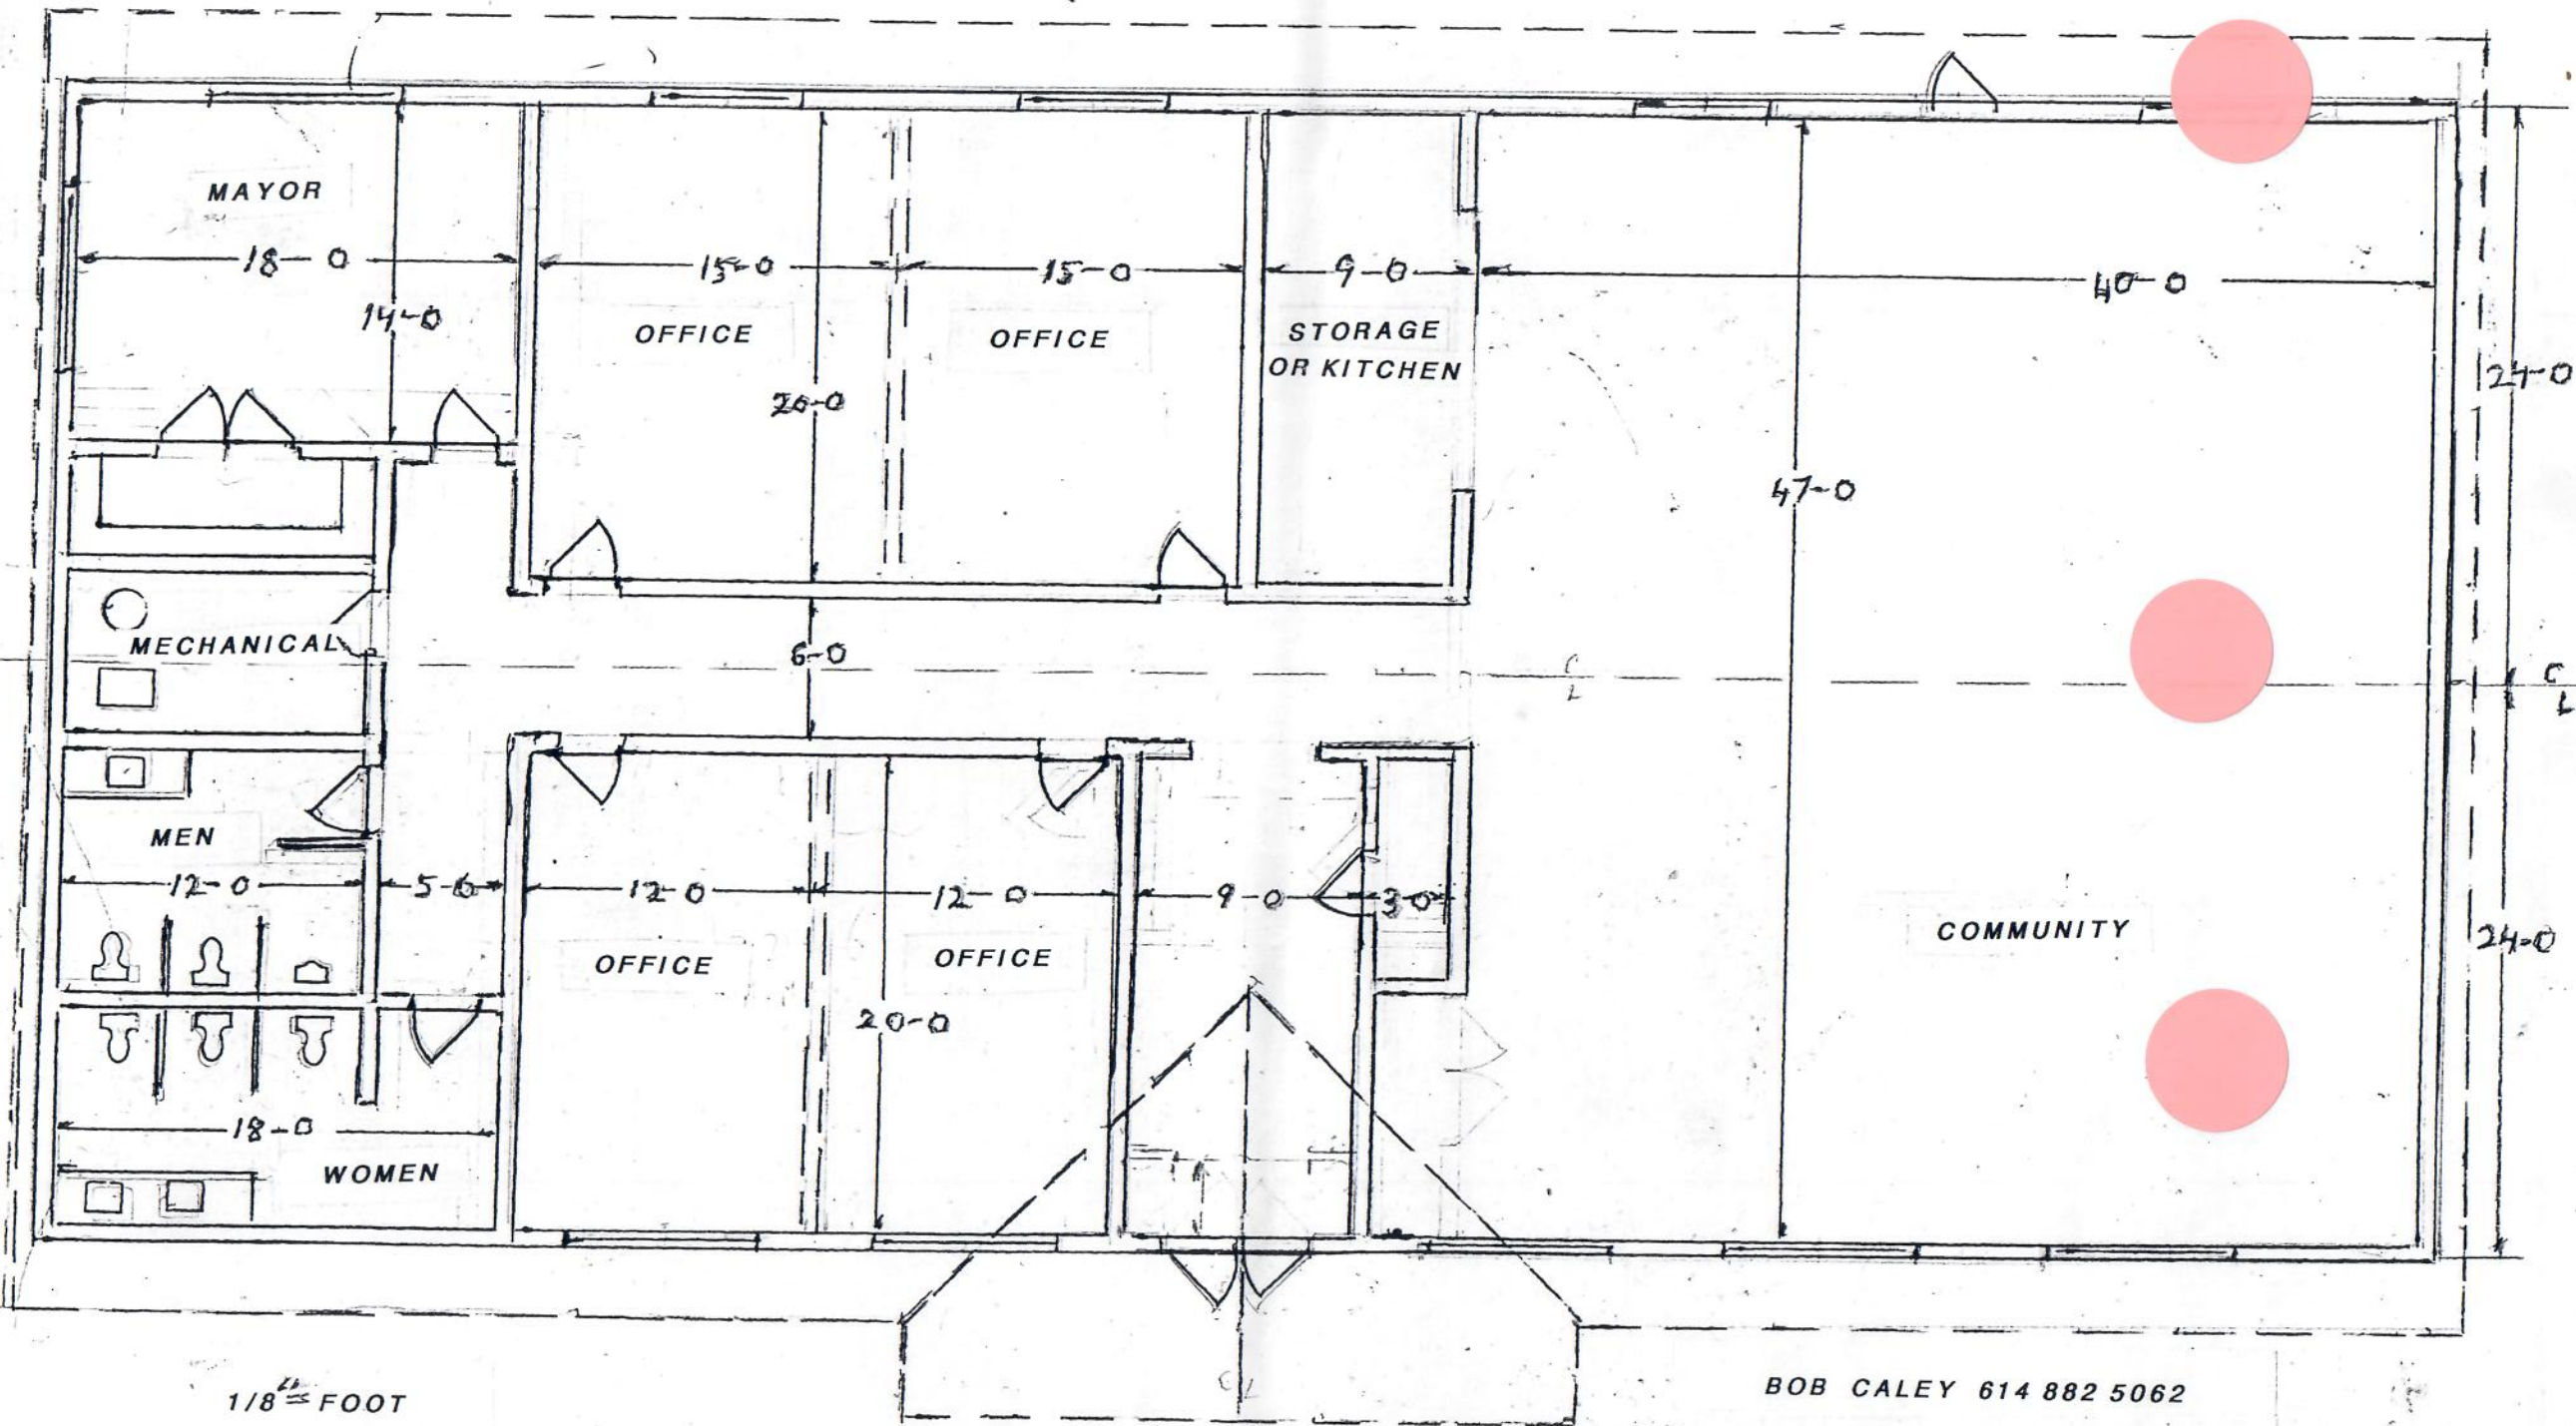 MAYOR
18-0
14-0
15-0
OFFICE
20-0
15-0
OFFICE
9-0
STORAGE
OR KITCHEN
40-0
47-0
24-0
MECHANICAL
6-0
C
L
C
L
MEN
12-0
5-6
12-0
OFFICE
12-0
OFFICE
20-0
9-0
3-0
COMMUNITY
24-0
18-0
WOMEN
1/8" = FOOT
BOB CALEY 614 882 5062